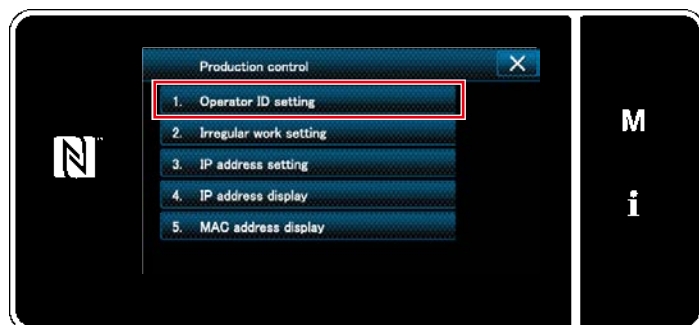 Production control
1. Operator ID setting
2. Irregular work setting
3. IP address setting
4. IP address display
5. MAC address display
M
i